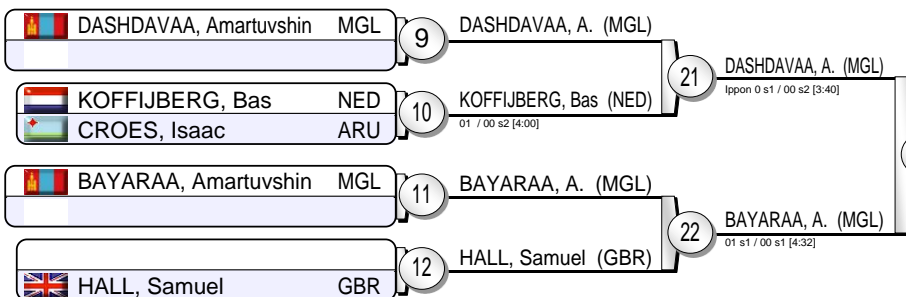 DASHDAVAA, Amartuvshin MGL
9
DASHDAVAA, A. (MGL)
KOFFIJBERG, Bas NED
CROES, Isaac ARU
10
KOFFIJBERG, Bas (NED)
01 / 00 s2 [4:00]
21
DASHDAVAA, A. (MGL)
Ippon 0 s1 / 00 s2 [3:40]
BAYARAA, Amartuvshin MGL
11
BAYARAA, A. (MGL)
HALL, Samuel GBR
12
HALL, Samuel (GBR)
22
BAYARAA, A. (MGL)
01 s1 / 00 s1 [4:32]